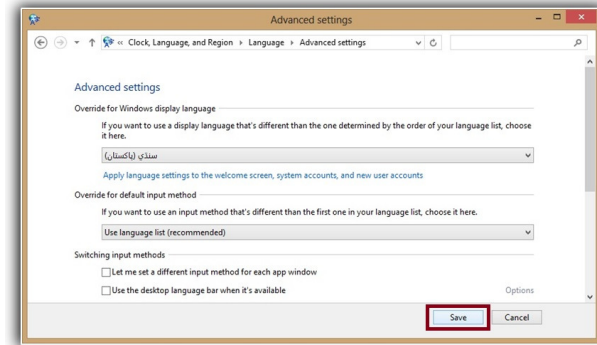 Advanced settings
« Clock, Language, and Region ▸ Language ▸ Advanced settings
Advanced settings
Override for Windows display language
If you want to use a display language that's different than the one determined by the order of your language list, choose
it here.
سنڌي (پاکستان)
Apply language settings to the welcome screen, system accounts, and new user accounts
Override for default input method
If you want to use an input method that's different than the first one in your language list, choose it here.
Use language list (recommended)
Switching input methods
Let me set a different input method for each app window
Use the desktop language bar when it's available
Options
Save
Cancel